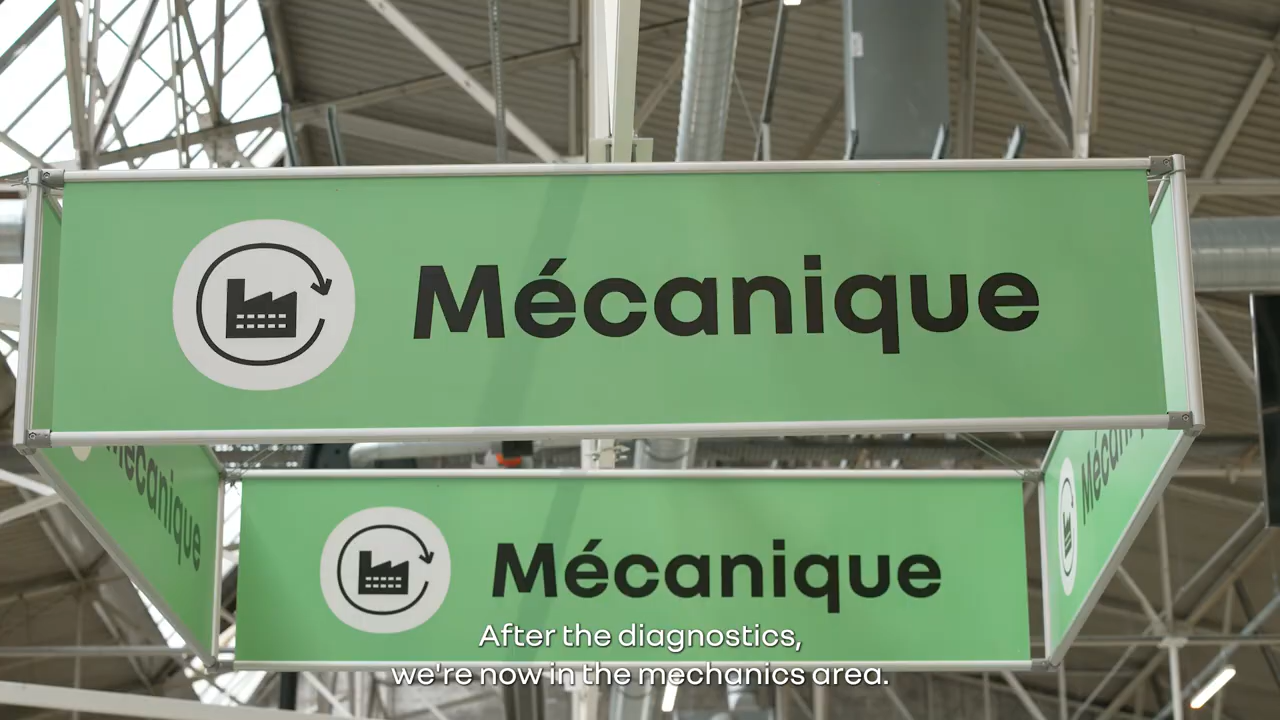 Mécanique
Mécanique
Mécanique
Mécanique
After the diagnostics,
we're now in the mechanics area.